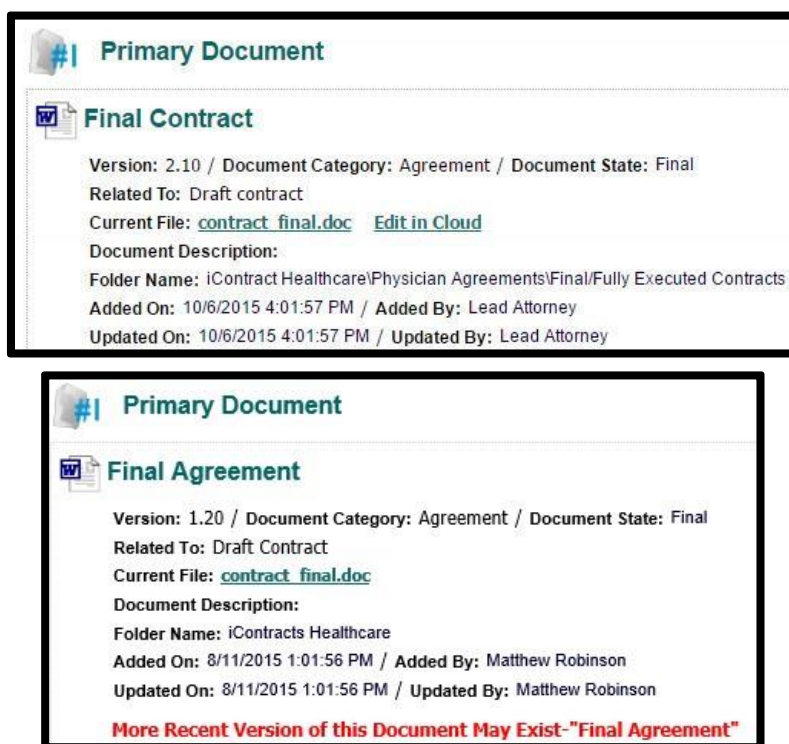 #1 Primary Document
Final Contract
Version: 2.10 / Document Category: Agreement / Document State: Final
Related To: Draft contract
Current File: contract_final.doc Edit in Cloud
Document Description:
Folder Name: iContract Healthcare\Physician Agreements\Final/Fully Executed Contracts
Added On: 10/6/2015 4:01:57 PM / Added By: Lead Attorney
Updated On: 10/6/2015 4:01:57 PM / Updated By: Lead Attorney
#1 Primary Document
Final Agreement
Version: 1.20 / Document Category: Agreement / Document State: Final
Related To: Draft Contract
Current File: contract_final.doc
Document Description:
Folder Name: iContracts Healthcare
Added On: 8/11/2015 1:01:56 PM / Added By: Matthew Robinson
Updated On: 8/11/2015 1:01:56 PM / Updated By: Matthew Robinson
More Recent Version of this Document May Exist-"Final Agreement"